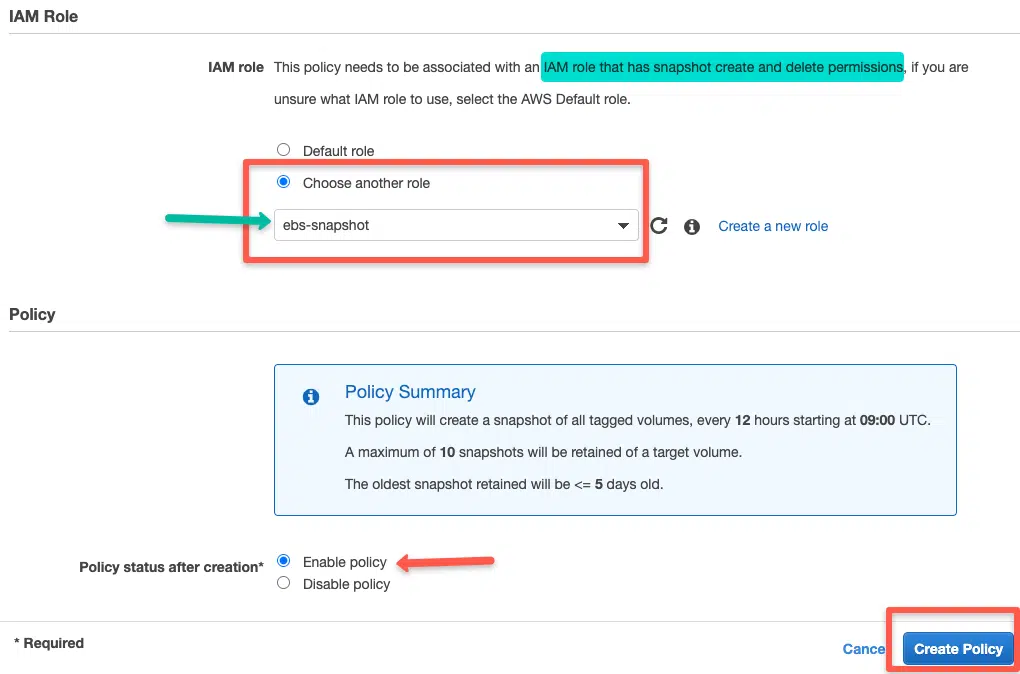 IAM Role
IAM role This policy needs to be associated with an IAM role that has snapshot create and delete permissions, if you are
unsure what IAM role to use, select the AWS Default role.
Default role
Choose another role
ebs-snapshot
Create a new role
Policy
Policy Summary
This policy will create a snapshot of all tagged volumes, every 12 hours starting at 09:00 UTC.
A maximum of 10 snapshots will be retained of a target volume.
The oldest snapshot retained will be <= 5 days old.
Policy status after creation* Enable policy
Disable policy
* Required
Cance Create Policy